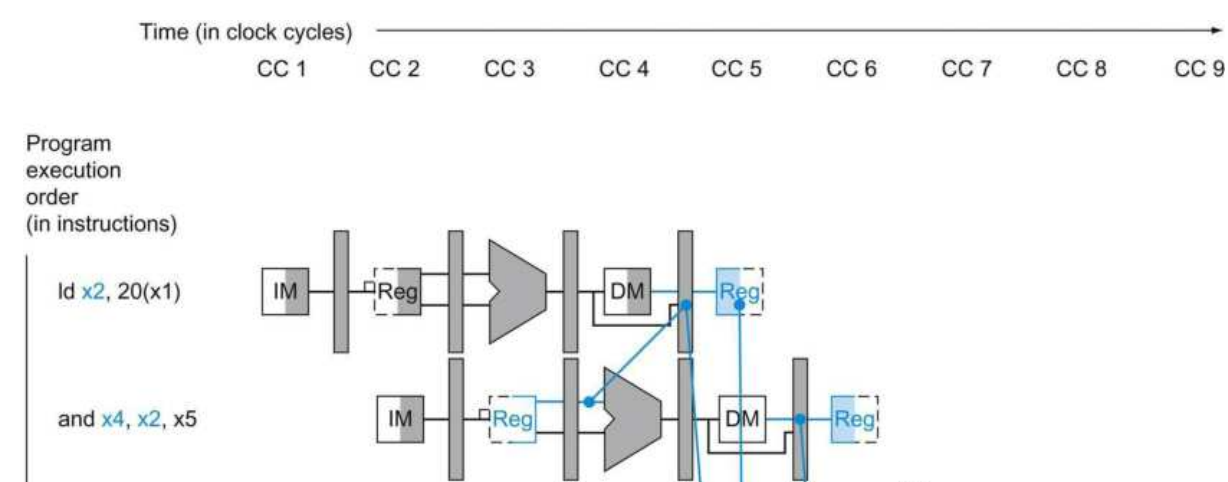 Time (in clock cycles)
CC 1 CC 2 CC 3 CC 4 CC 5 CC 6 CC 7 CC 8 CC 9
Program
execution
order
(in instructions)
ld x2, 20(x1)
IM Reg DM Reg
and x4, x2, x5
IM Reg DM Reg